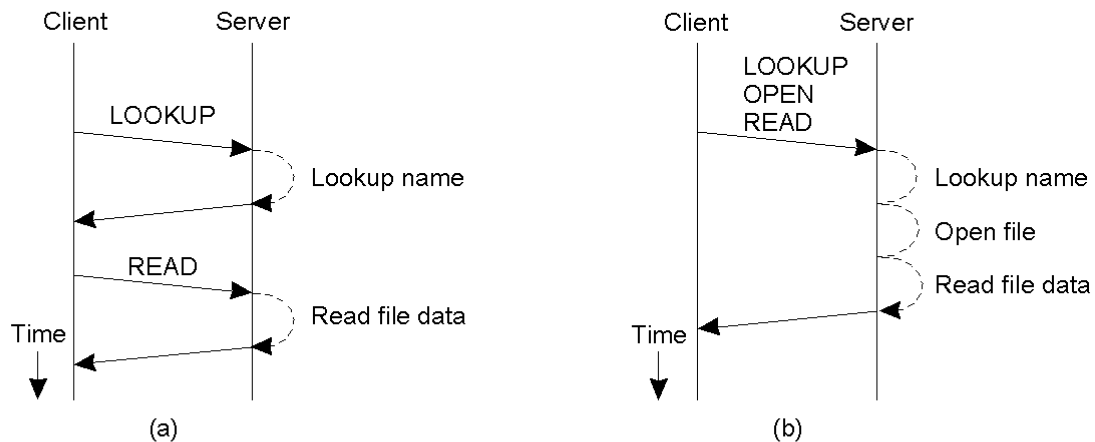 Client
Server
LOOKUP
Lookup name
READ
Read file data
Time
(a)
Client
Server
LOOKUP
OPEN
READ
Lookup name
Open file
Read file data
Time
(b)